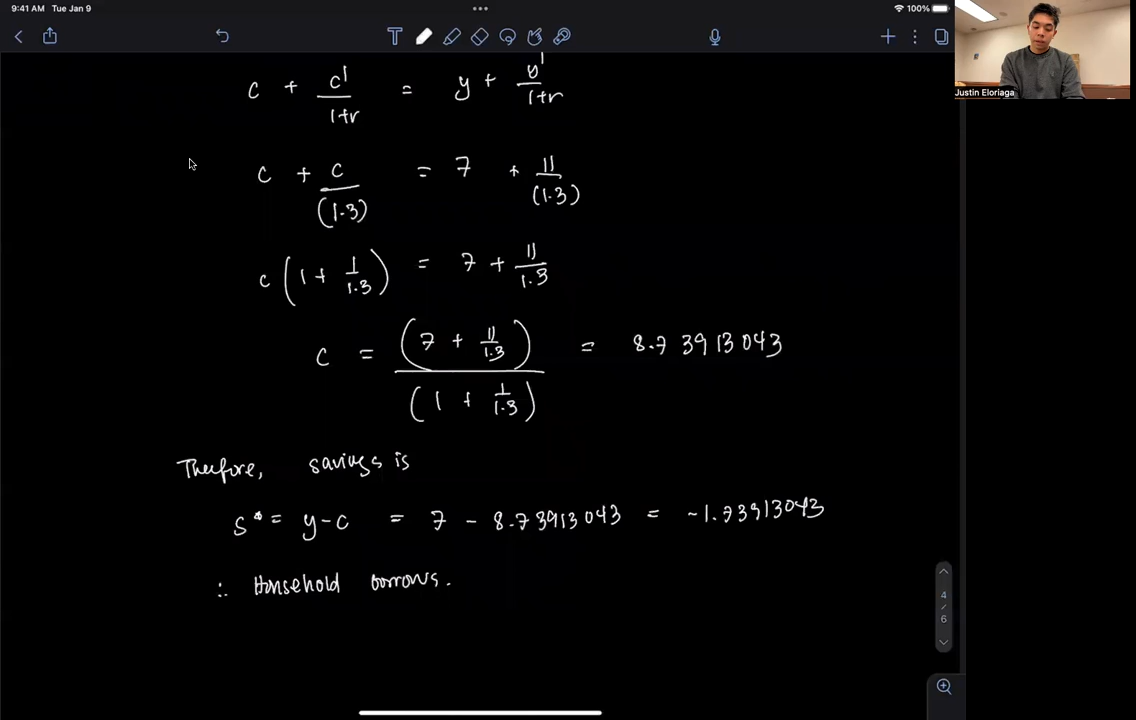 9:41 AM Tue Jan 9
100%
Justin Eloriaga
c + c'/1+r = y + y'/1+r
c + c/(1.3) = 7 + 11/(1.3)
c(1 + 1/1.3) = 7 + 11/1.3
c = (7 + 11/1.3)/(1 + 1/1.3) = 8.73913043
Therefore, savings is
s* = y-c = 7 - 8.73913043 = -1.73913043
∴ Household borrows.
4/6